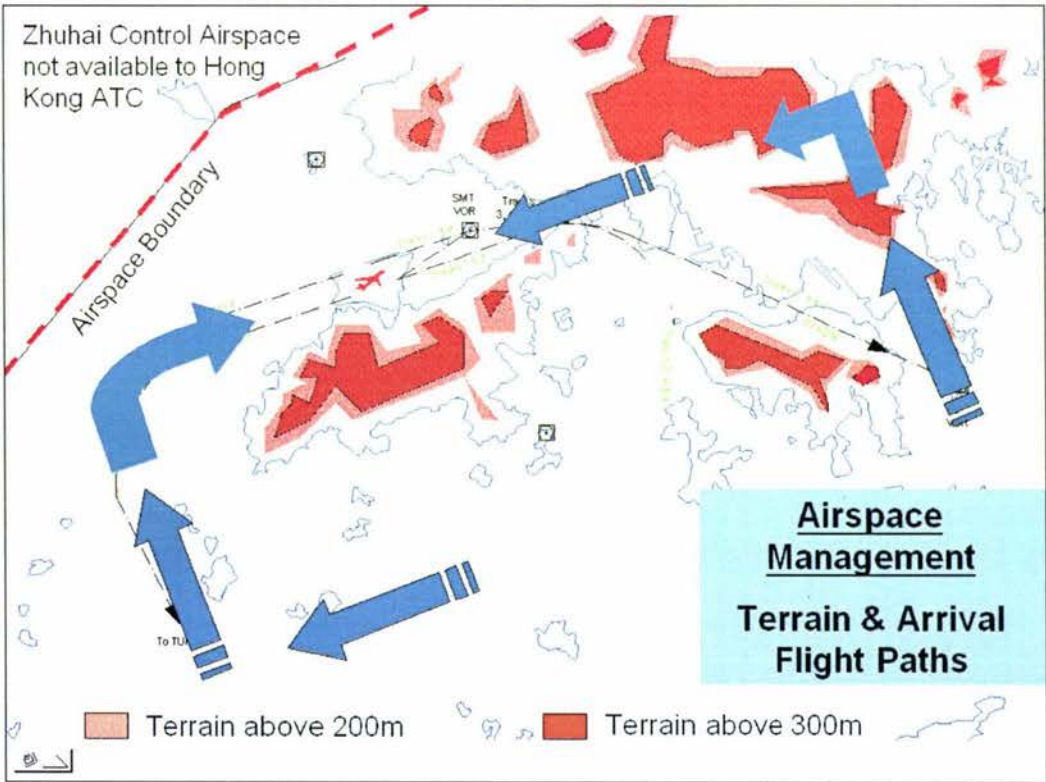 Zhuhai Control Airspace
not available to Hong
Kong ATC
Airspace Boundary
SMT
VOR
To TU
Airspace
Management
Terrain & Arrival
Flight Paths
Terrain above 200m
Terrain above 300m